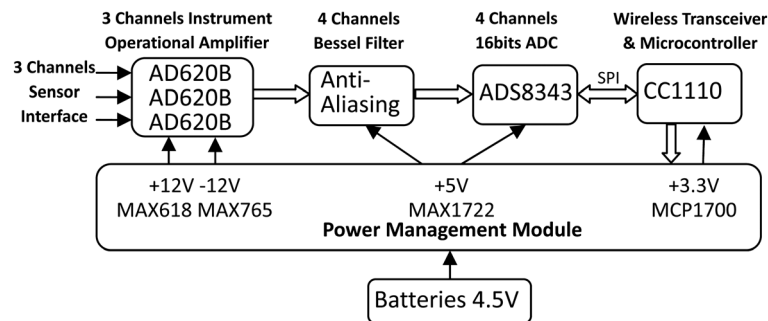 3 Channels Instrument
Operational Amplifier
4 Channels
Bessel Filter
4 Channels
16bits ADC
Wireless Transceiver
& Microcontroller
3 Channels
Sensor
Interface
AD620B
AD620B
AD620B
Anti-
Aliasing
ADS8343
SPI
CC1110
+12V -12V
MAX618 MAX765
+5V
MAX1722
+3.3V
MCP1700
Power Management Module
Batteries 4.5V